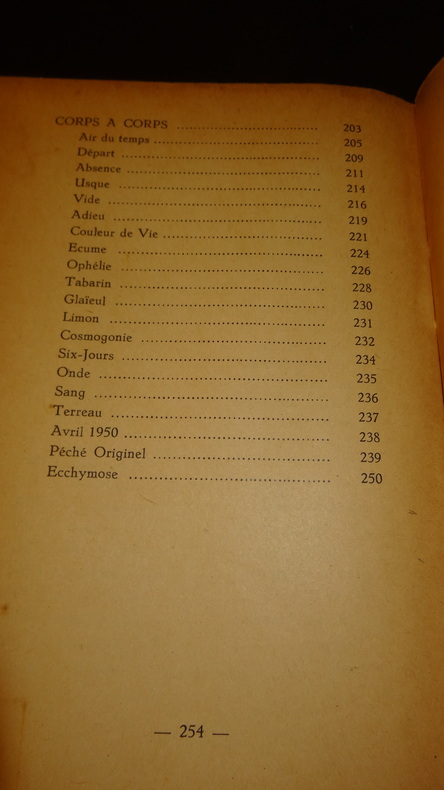 CORPS A CORPS ........................................ 203
Air du temps ........................................ 205
Départ ........................................ 209
Absence ........................................ 211
Usque ........................................ 214
Vide ........................................ 216
Adieu ........................................ 219
Couleur de Vie ........................................ 221
Ecume ........................................ 224
Ophélie ........................................ 226
Tabarin ........................................ 228
Glaïeul ........................................ 230
Limon ........................................ 231
Cosmogonie ........................................ 232
Six-Jours ........................................ 234
Onde ........................................ 235
Sang ........................................ 236
Terreau ........................................ 237
Avril 1950 ........................................ 238
Péché Originel ........................................ 239
Ecchymose ........................................ 250
— 254 —